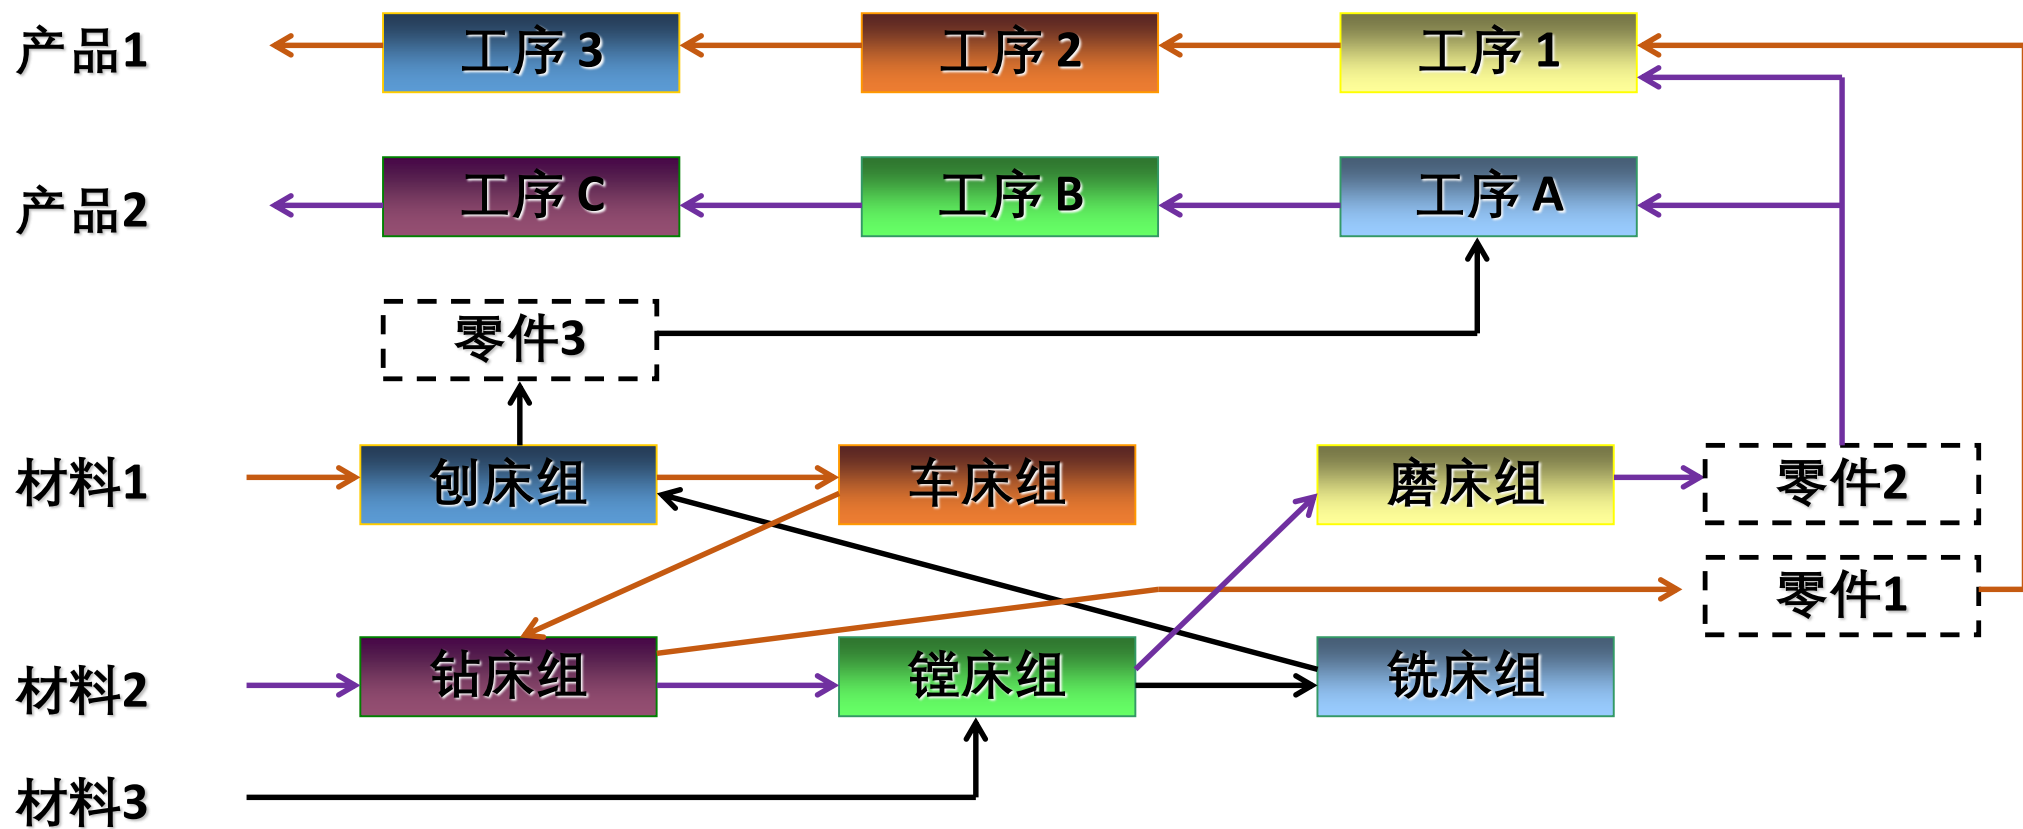 产品1 工序 3 工序 2 工序 1
产品2 工序 C 工序 B 工序 A
零件3
材料1 刨床组 车床组 磨床组 零件2
零件1
材料2 钻床组 镗床组 铣床组
材料3